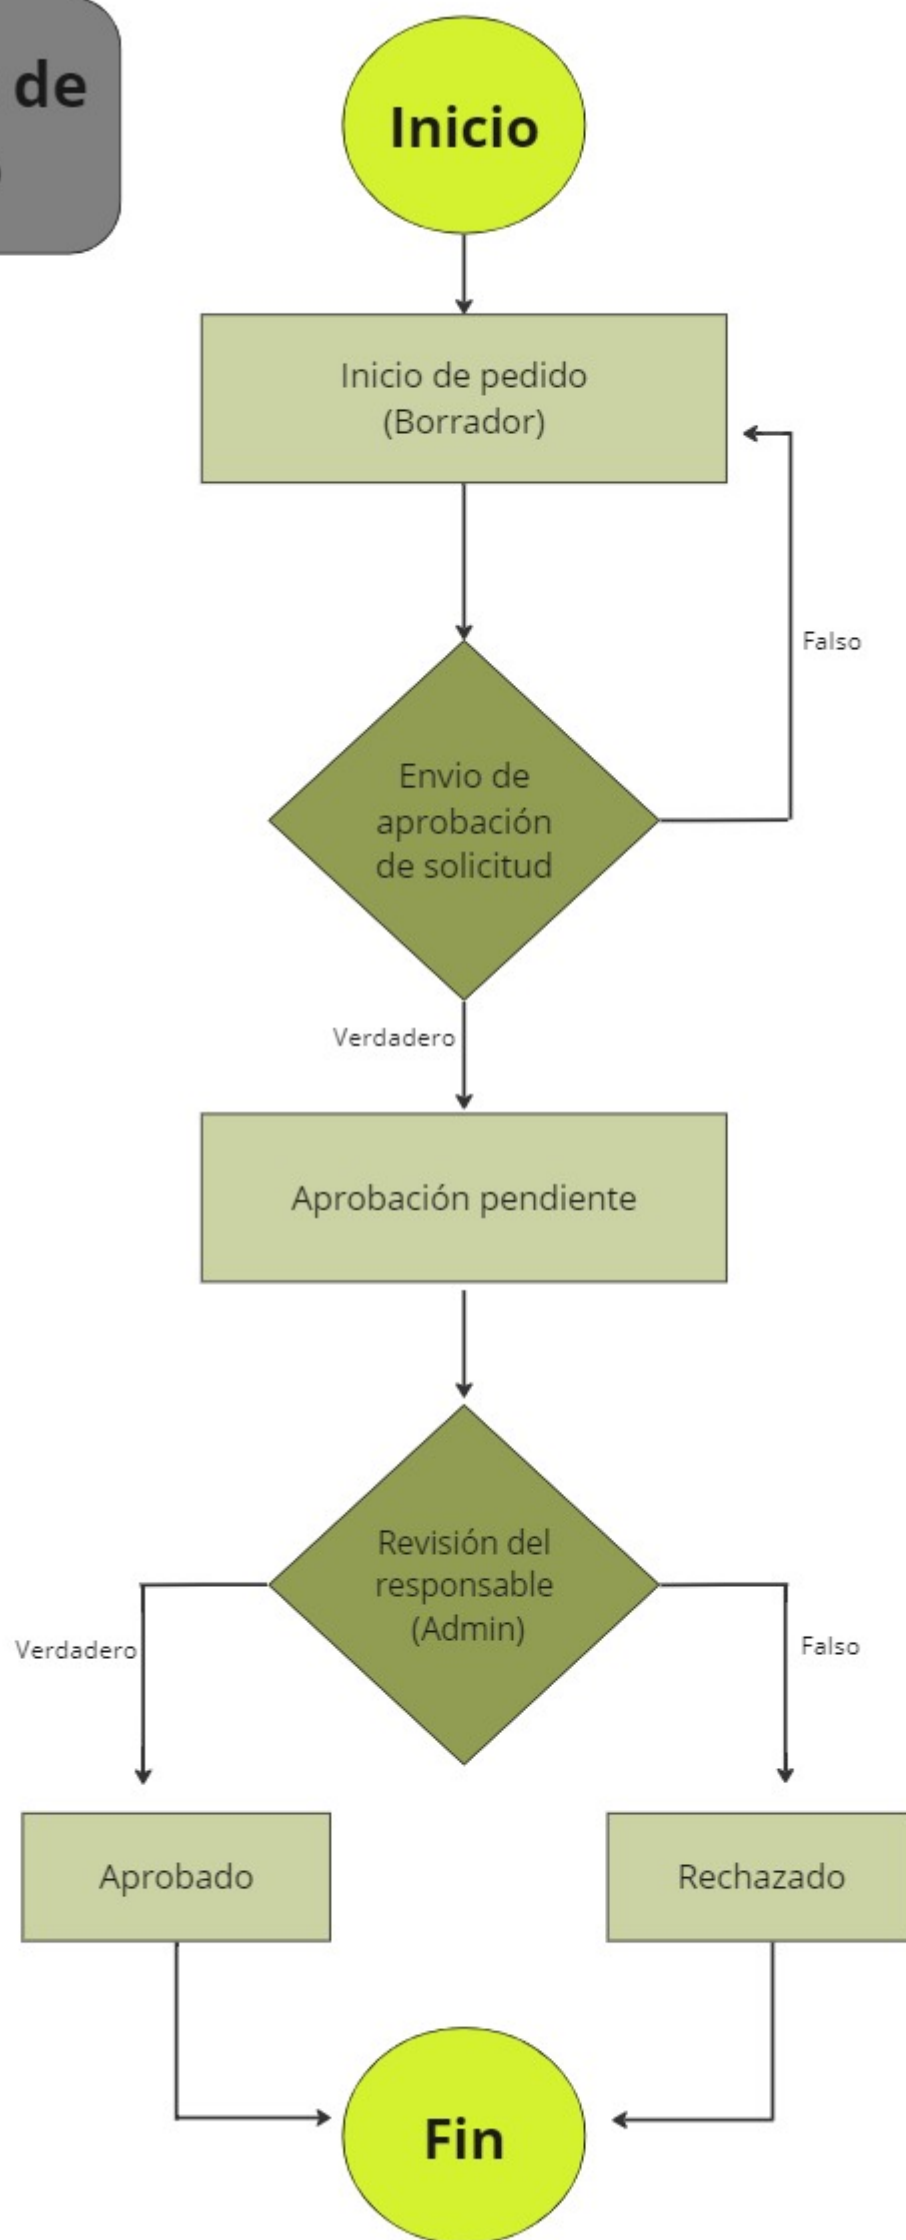 de
Inicio
Inicio de pedido
(Borrador)
Falso
Envio de
aprobación
de solicitud
Verdadero
Aprobación pendiente
Revisión del
responsable
(Admin)
Verdadero
Falso
Aprobado
Rechazado
Fin